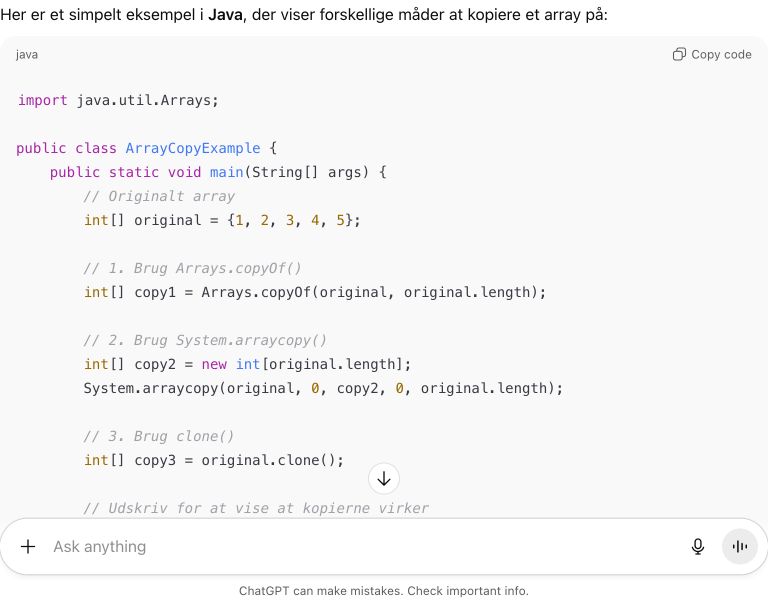 Her er et simpelt eksempel i Java, der viser forskellige måder at kopiere et array på:
java
Copy code
import java.util.Arrays;
public class ArrayCopyExample {
public static void main(String[] args) {
// Originalt array
int[] original = {1, 2, 3, 4, 5};
// 1. Brug Arrays.copyOf()
int[] copy1 = Arrays.copyOf(original, original.length);
// 2. Brug System.arraycopy()
int[] copy2 = new int[original.length];
System.arraycopy(original, 0, copy2, 0, original.length);
// 3. Brug clone()
int[] copy3 = original.clone();
// Udskriv for at vise at kopierne virker
Ask anything
ChatGPT can make mistakes. Check important info.